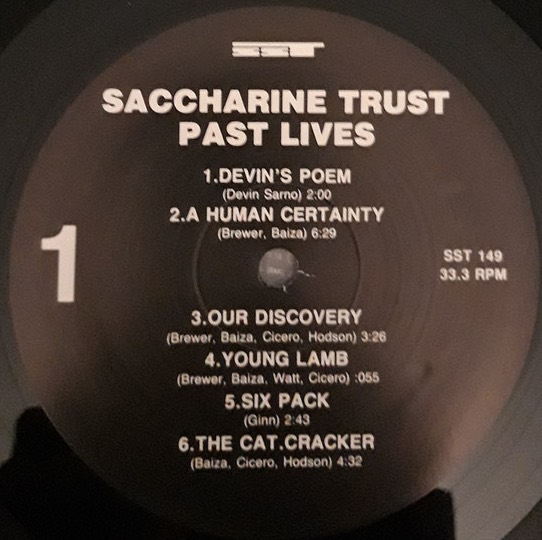 SST
SACCHARINE TRUST
PAST LIVES
1.DEVIN'S POEM
(Devin Sarno) 2:00
2.A HUMAN CERTAINTY
(Brewer, Baiza) 6:29
1
SST 149
33.3 RPM
3.OUR DISCOVERY
(Brewer, Baiza, Cicero, Hodson) 3:26
4.YOUNG LAMB
(Brewer, Baiza, Watt, Cicero) :055
5.SIX PACK
(Ginn) 2:43
6.THE CAT.CRACKER
(Baiza, Cicero, Hodson) 4:32